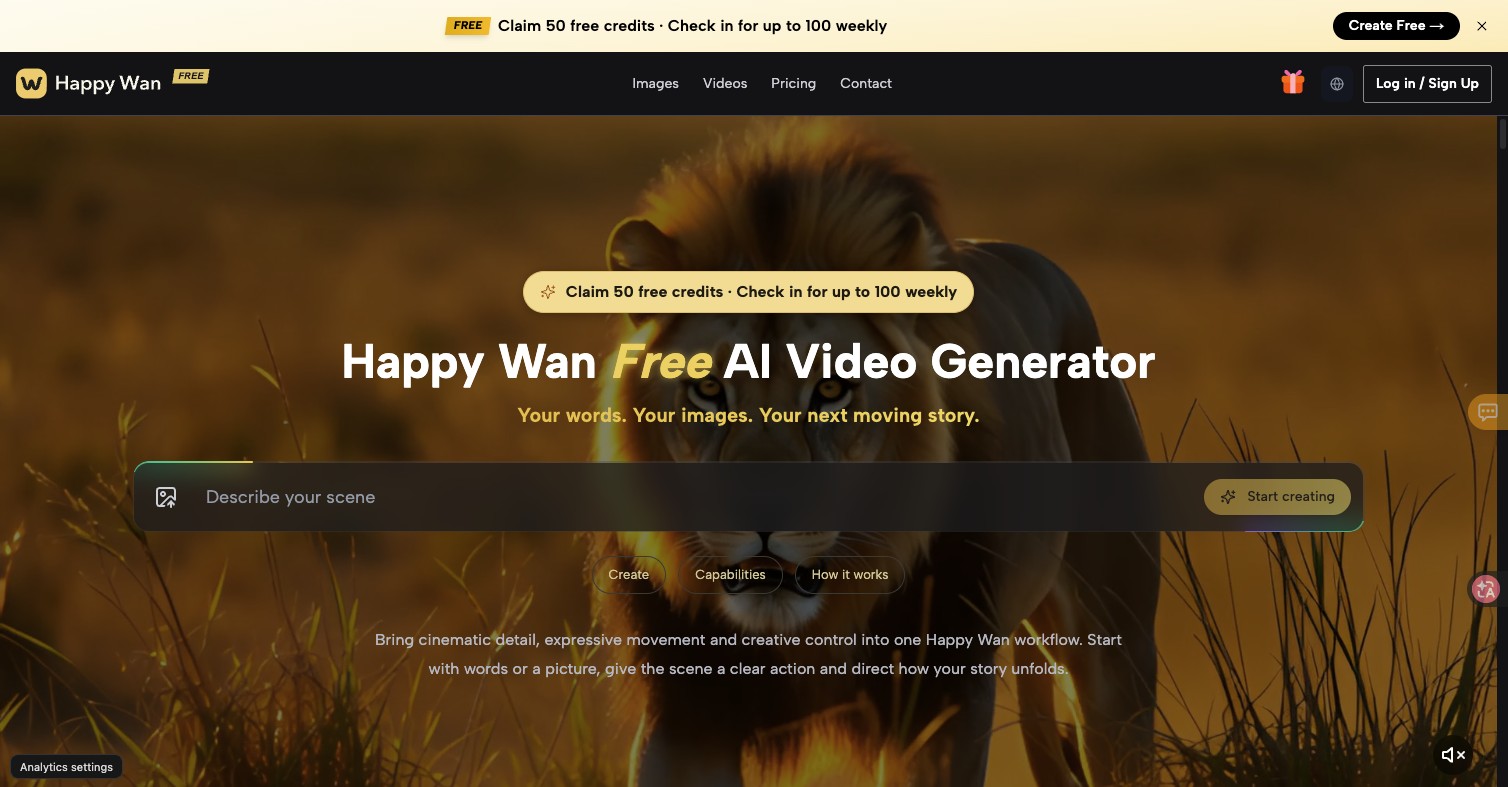 FREE Claim 50 free credits · Check in for up to 100 weekly
Create Free →
W Happy Wan FREE
Images
Videos
Pricing
Contact
Log in / Sign Up
Claim 50 free credits · Check in for up to 100 weekly
Happy Wan Free AI Video Generator
Your words. Your images. Your next moving story.
Describe your scene
Start creating
Create
Capabilities
How it works
Bring cinematic detail, expressive movement and creative control into one Happy Wan workflow. Start
with words or a picture, give the scene a clear action and direct how your story unfolds.
Analytics settings